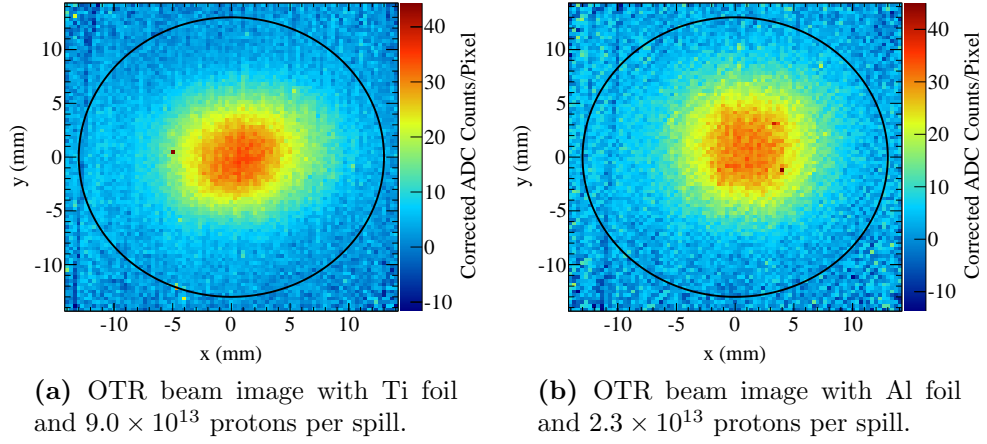 10
5
0
-5
-10
y (mm)
-10 -5 0 5 10
x (mm)
40
30
20
10
0
-10
Corrected ADC Counts/Pixel
10
5
0
-5
-10
y (mm)
-10 -5 0 5 10
x (mm)
40
30
20
10
0
-10
Corrected ADC Counts/Pixel
(a) OTR beam image with Ti foil
and 9.0 × 10¹³ protons per spill.
(b) OTR beam image with Al foil
and 2.3 × 10¹³ protons per spill.